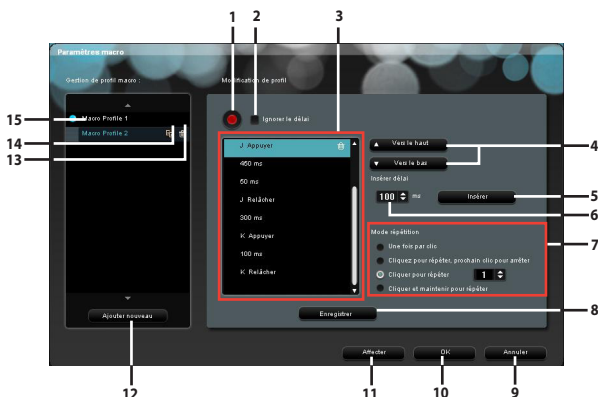 1
2
3
Paramètres macro
Gestion de profil macro :
Modification de profil
15
Macro Profile 1
Ignorer le délai
14
Macro Profile 2
13
J Appuyer
450 ms
50 ms
J Relâcher
300 ms
K Appuyer
100 ms
K Relâcher
Vers le haut
4
Vers le bas
Insérer délai
100
ms
Insérer
5
6
Mode répétition
7
Une fois par clic
Cliquez pour répéter, prochain clic pour arrêter
Cliquer pour répéter
1
Cliquer et maintenir pour répéter
Ajouter nouveau
Enregistrer
8
Affecter
OK
Annuler
12
11
10
9